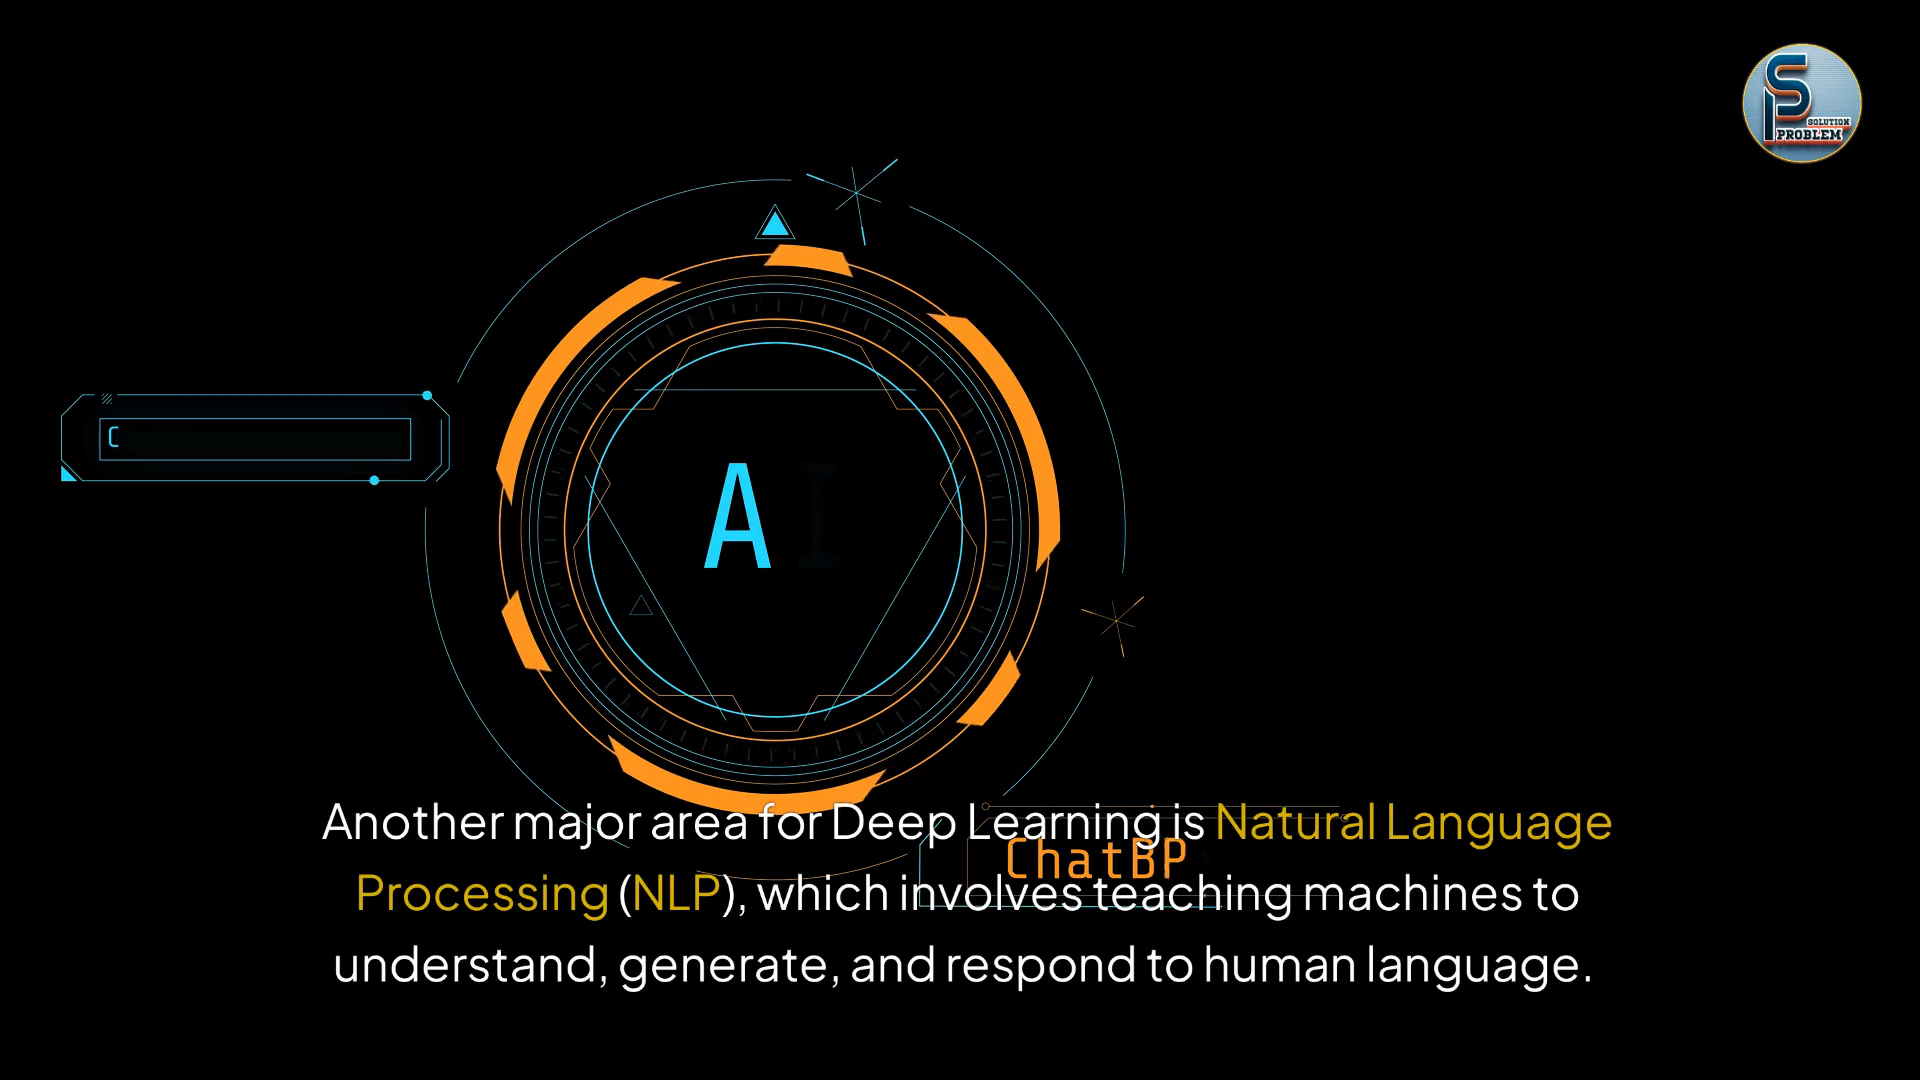 SP
SOLUTION
PROBLEM
C
A I
Another major area for Deep Learning is Natural Language
ChatBP
Processing (NLP), which involves teaching machines to
understand, generate, and respond to human language.